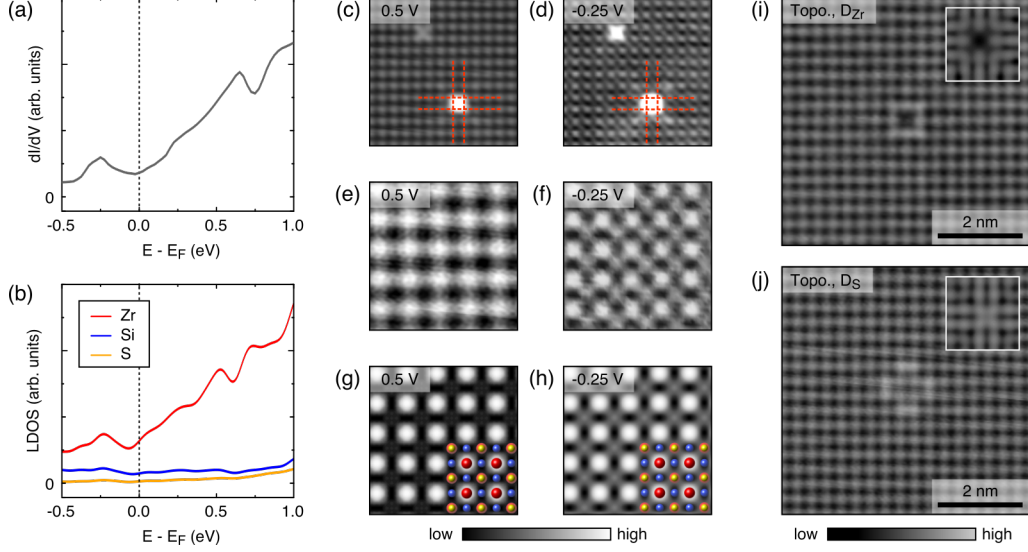 (a)
dI/dV (arb. units)
0
-0.5
0.0
0.5
1.0
E - E_F (eV)
(b)
LDOS (arb. units)
Zr
Si
S
0
-0.5
0.0
0.5
1.0
E - E_F (eV)
(c)
0.5 V
(d)
-0.25 V
(e)
0.5 V
(f)
-0.25 V
(g)
0.5 V
(h)
-0.25 V
low
high
(i)
Topo., D_Zr
2 nm
(j)
Topo., D_S
2 nm
low
high